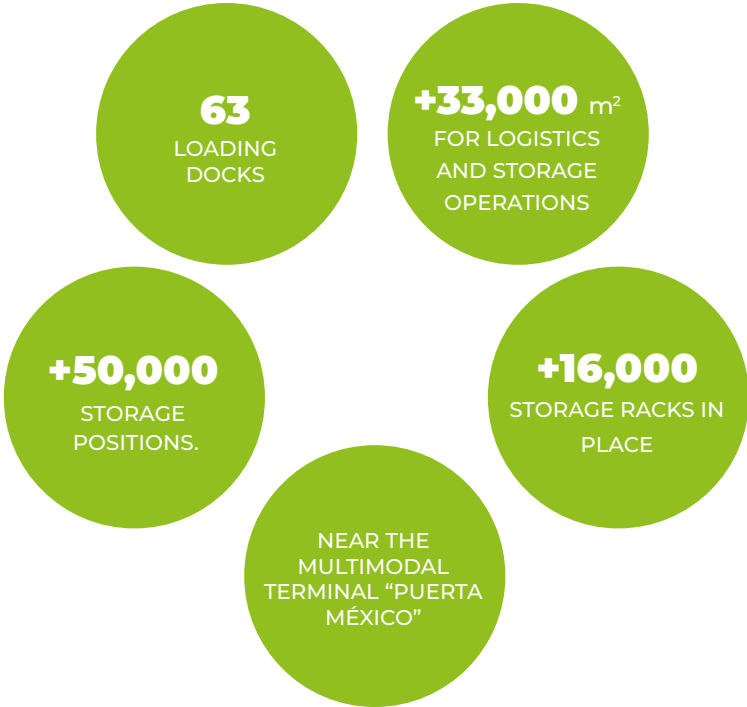 63
LOADING
DOCKS
+33,000 m²
FOR LOGISTICS
AND STORAGE
OPERATIONS
+50,000
STORAGE
POSITIONS.
+16,000
STORAGE RACKS IN
PLACE
NEAR THE
MULTIMODAL
TERMINAL “PUERTA
MÉXICO”